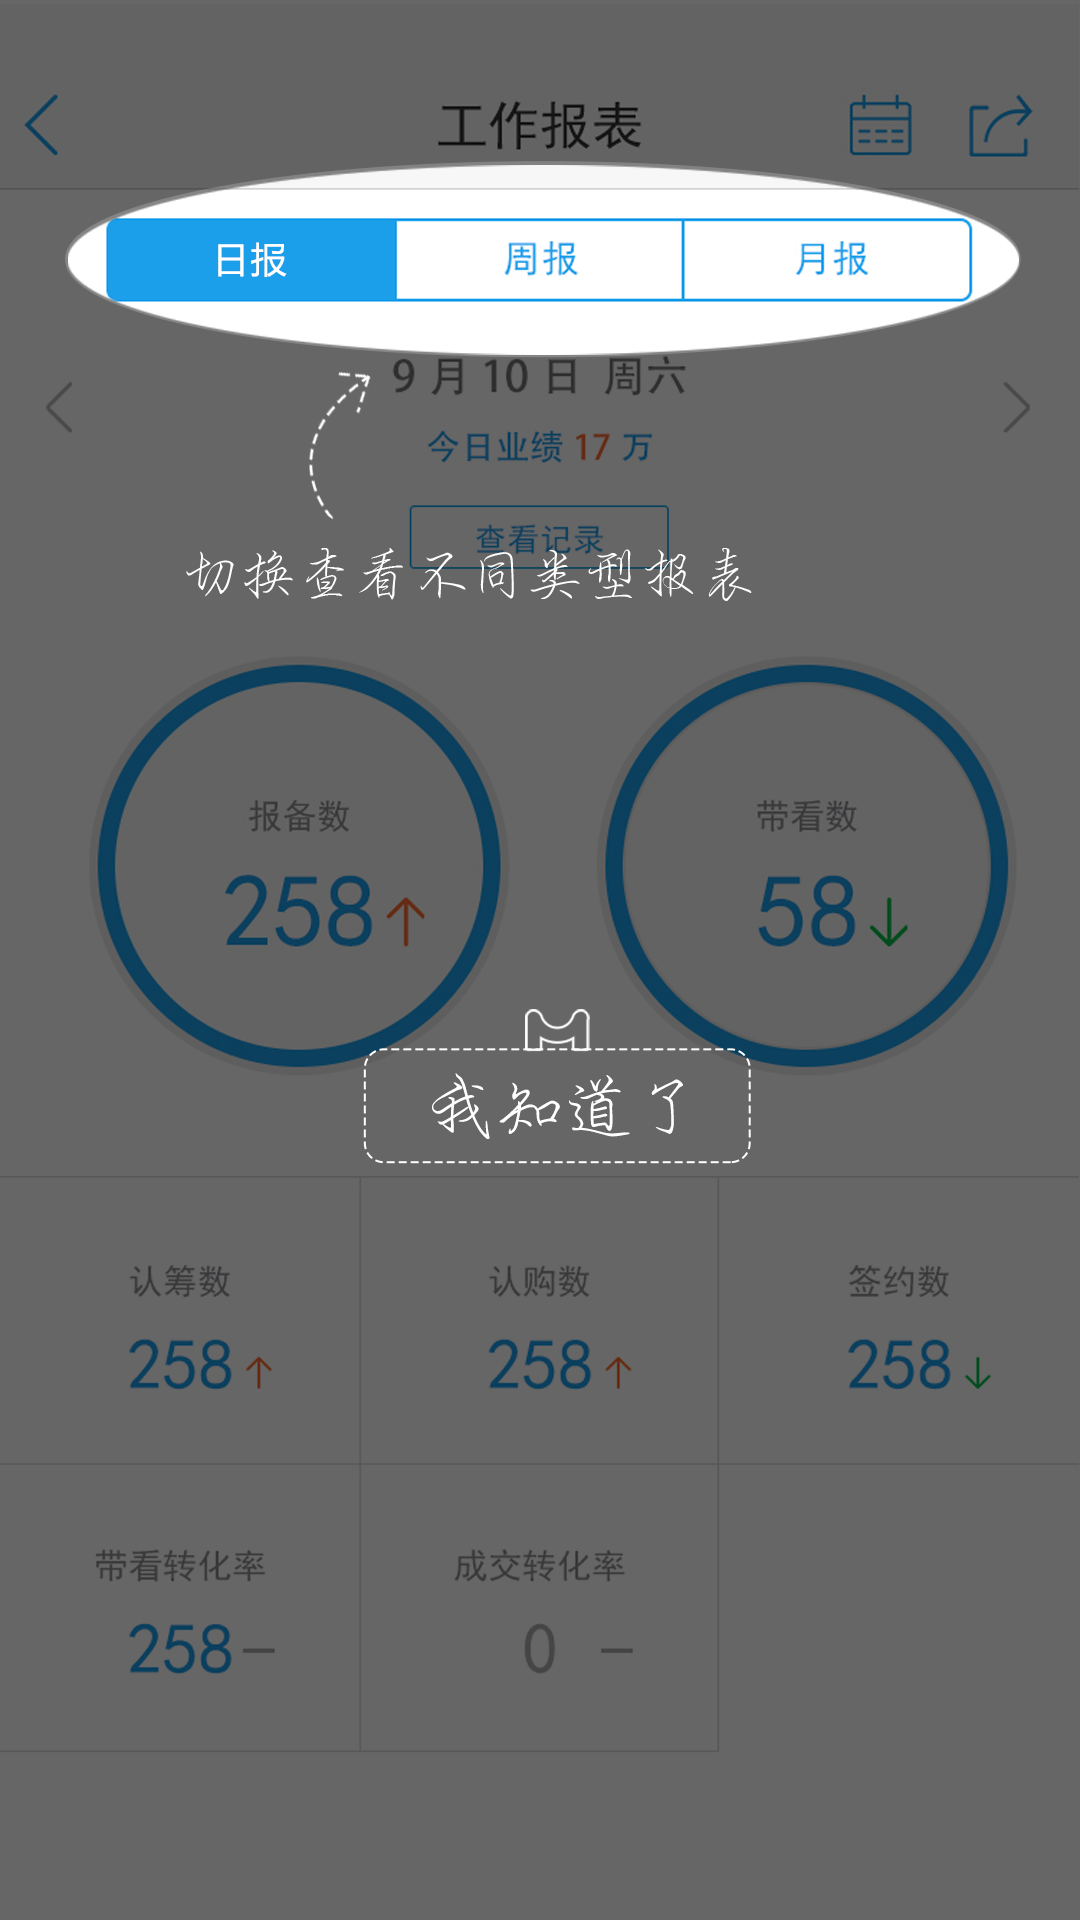 工作报表
日报 周报 月报
9 月 10 日 周六
今日业绩 17 万
查看记录
切换查看不同类型报表
报备数 带看数
258↑ 58↓
我知道了
认筹数 认购数 签约数
258↑ 258↑ 258↓
带看转化率 成交转化率
258— 0 —